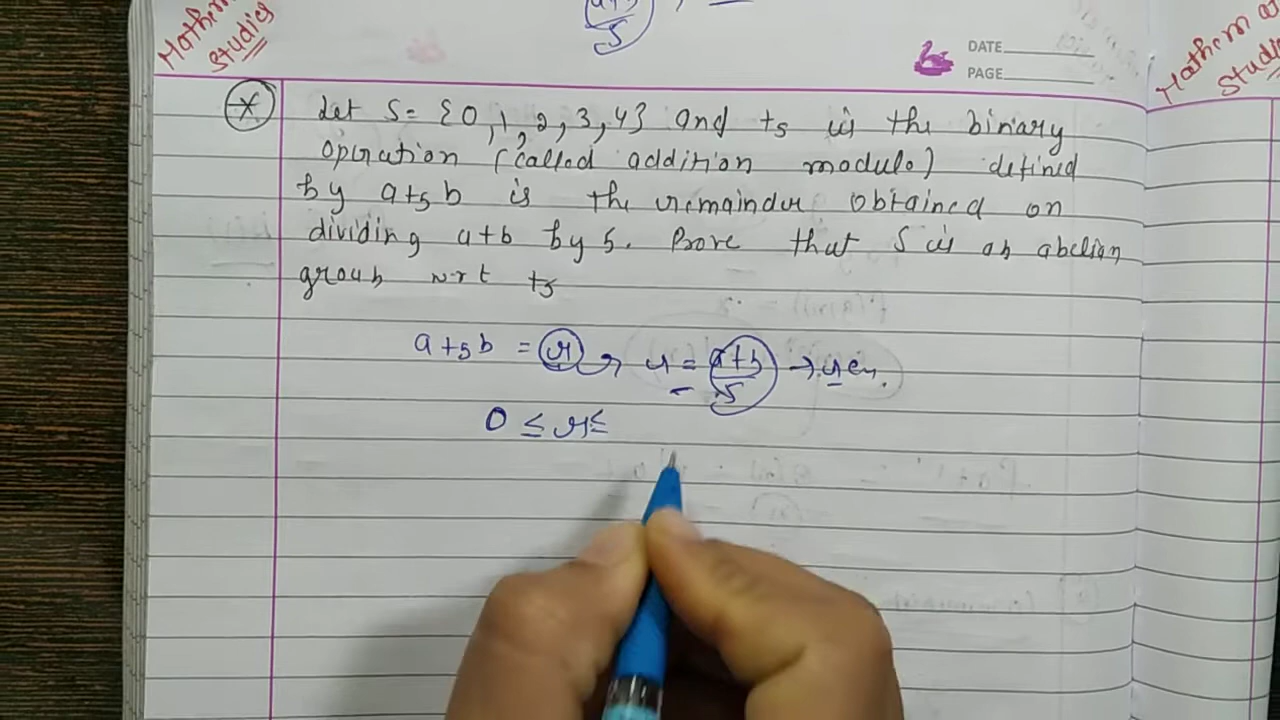 a+b
5
Mathem
Studies
DATE
PAGE
Mathem a
Studi
* Let S= {0,1,2,3,4} and +5 is the binary
operation (called addition modulo) defined
by a+5 b is the remainder obtained on
dividing a+b by 5. Prove that S is an abelian
group w.r.t +5
a+5 b = r , r = a+b/5 → rem.
0 ≤ r ≤